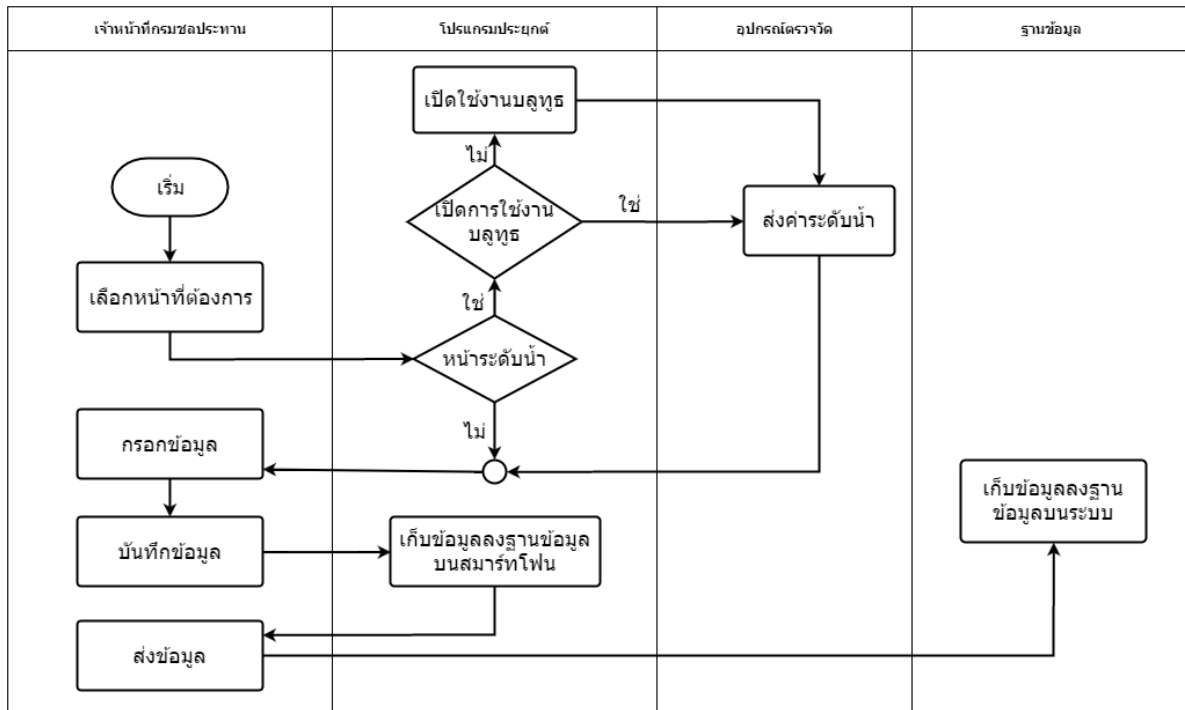 เจ้าหน้าที่กรมชลประทาน
โปรแกรมประยุกต์
อุปกรณ์ตรวจวัด
ฐานข้อมูล
เปิดใช้งานบลูทูธ
ไม่
เริ่ม
เปิดการใช้งาน
บลูทูธ
ใช่
ส่งค่าระดับน้ำ
เลือกหน้าที่ต้องการ
ใช่
หน้าระดับน้ำ
ไม่
กรอกข้อมูล
เก็บข้อมูลลงฐาน
ข้อมูลบนระบบ
บันทึกข้อมูล
เก็บข้อมูลลงฐานข้อมูล
บนสมาร์ทโฟน
ส่งข้อมูล